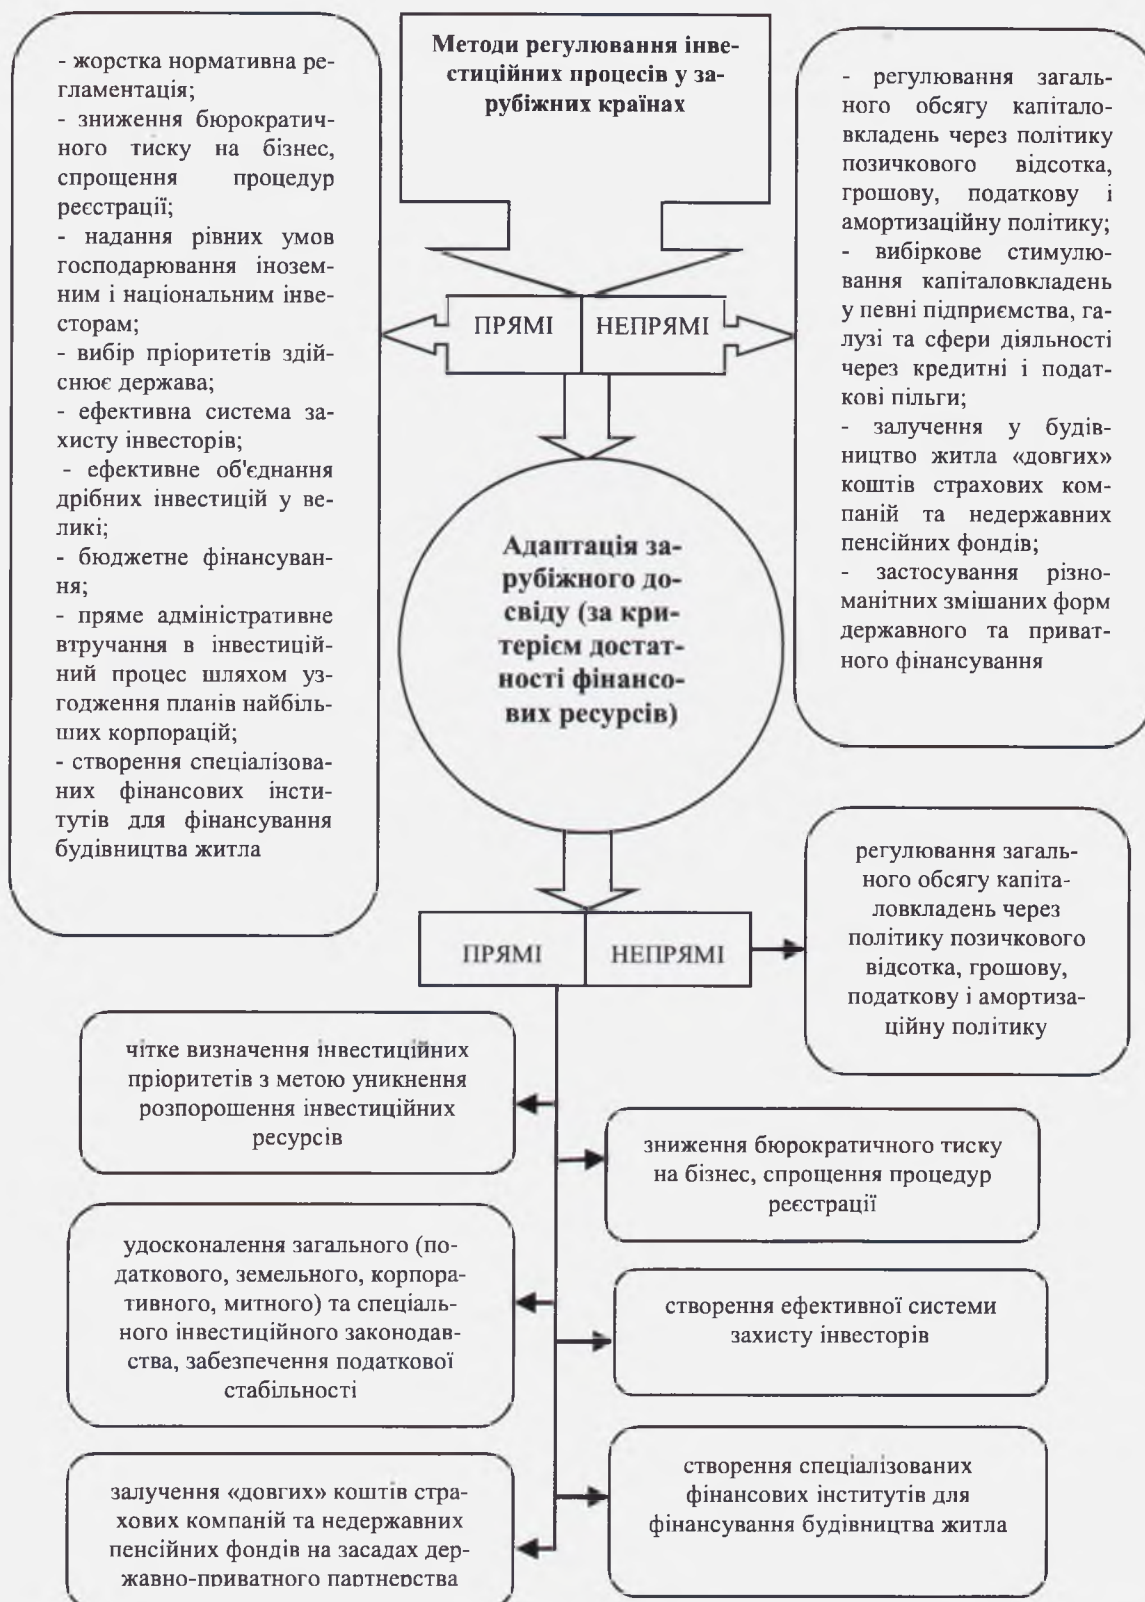 Методи регулювання інве-
стиційних процесів у за-
рубіжних країнах
- жорстка нормативна ре-
гламентація;
- зниження бюрократич-
ного тиску на бізнес,
спрощення процедур
реєстрації;
- надання рівних умов
господарювання інозем-
ним і національним інве-
сторам;
- вибір пріоритетів здій-
снює держава;
- ефективна система за-
хисту інвесторів;
- ефективне об'єднання
дрібних інвестицій у ве-
ликі;
- бюджетне фінансуван-
ня;
- пряме адміністративне
втручання в інвестицій-
ний процес шляхом уз-
годження планів найбіль-
ших корпорацій;
- створення спеціалізова-
них фінансових інсти-
тутів для фінансування
будівництва житла
ПРЯМІ
НЕПРЯМІ
- регулювання загаль-
ного обсягу капітало-
вкладень через політику
позичкового відсотка,
грошову, податкову і
амортизаційну політику;
- вибіркове стимулю-
вання капіталовкладень
у певні підприємства, га-
лузі та сфери діяльності
через кредитні і подат-
кові пільги;
- залучення у будів-
ництво житла «довгих»
коштів страхових ком-
паній та недержавних
пенсійних фондів;
- застосування різно-
манітних змішаних форм
державного та приват-
ного фінансування
Адаптація за-
рубіжного до-
свіду (за кри-
терієм достат-
ності фінансо-
вих ресурсів)
ПРЯМІ
НЕПРЯМІ
регулювання загаль-
ного обсягу капіта-
ловкладень через
політику позичкового
відсотка, грошову,
податкову і амортиза-
ційну політику
чітке визначення інвестиційних
пріоритетів з метою уникнення
розпорошення інвестиційних
ресурсів
зниження бюрократичного тиску
на бізнес, спрощення процедур
реєстрації
удосконалення загального (по-
даткового, земельного, корпора-
тивного, митного) та спеціаль-
ного інвестиційного законодав-
ства, забезпечення податкової
стабільності
створення ефективної системи
захисту інвесторів
залучення «довгих» коштів стра-
хових компаній та недержавних
пенсійних фондів на засадах дер-
жавно-приватного партнерства
створення спеціалізованих
фінансових інститутів для
фінансування будівництва житла